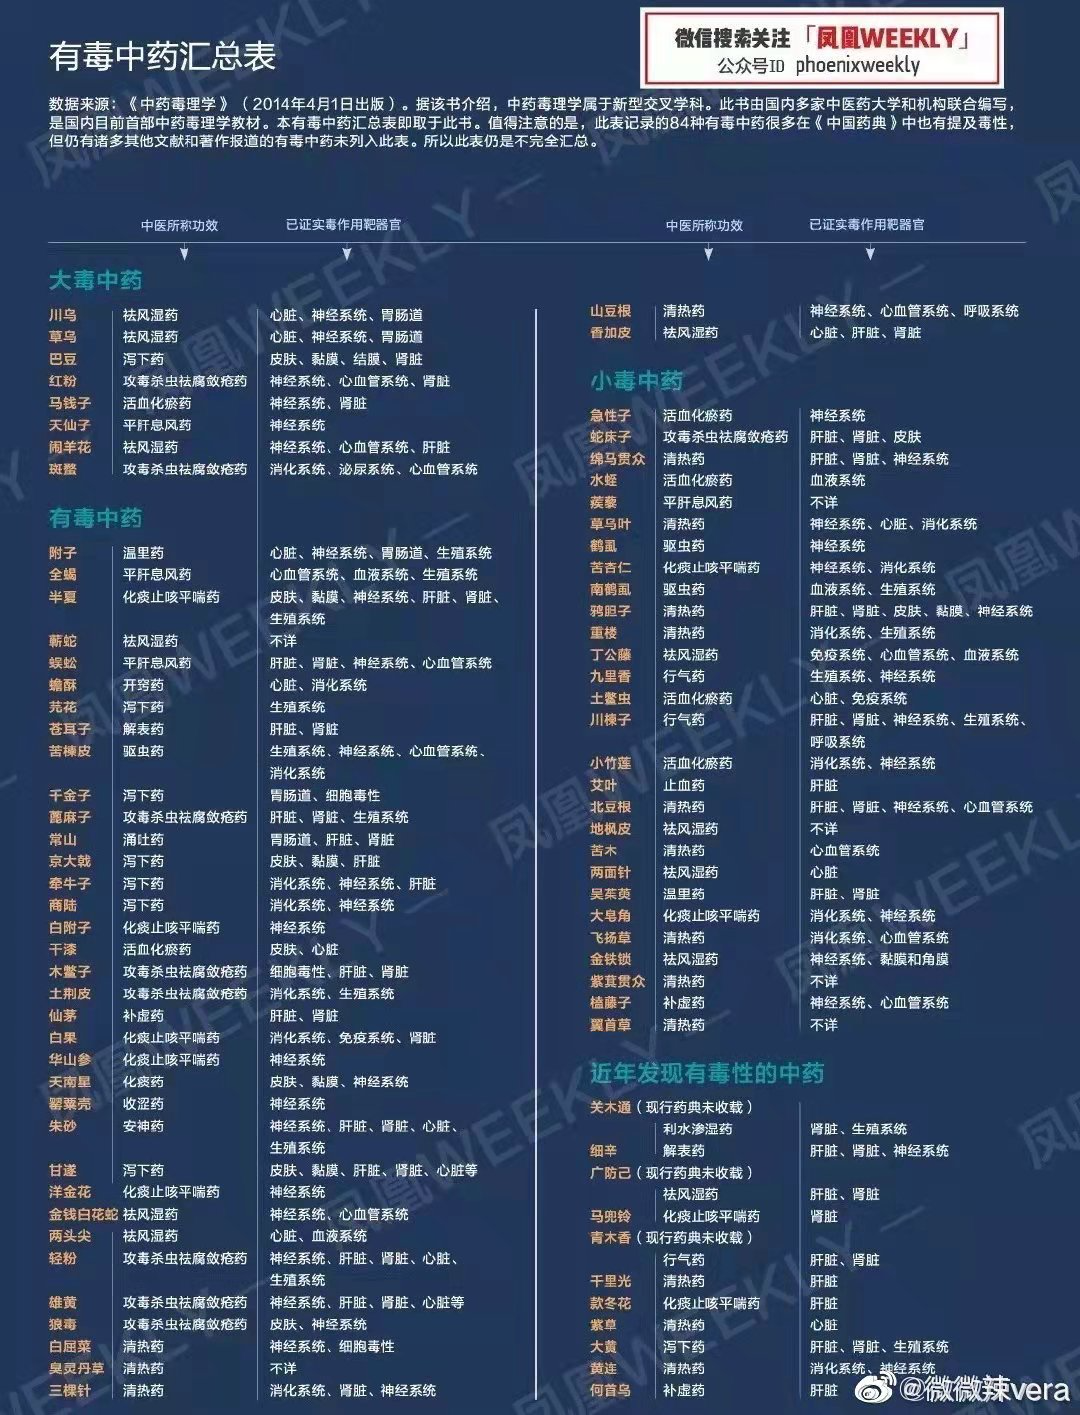 微信搜索关注「凤凰WEEKLY」
公众号ID phoenixweekly
有毒中药汇总表
数据来源：《中药毒理学》（2014年4月1日出版）。据该书介绍，中药毒理学属于新型交叉学科。此书由国内多家中医药大学和机构联合编写，
是国内目前首部中药毒理学教材。本有毒中药汇总表即取于此书。值得注意的是，此表记录的84种有毒中药很多在《中国药典》中也有提及毒性，
但仍有诸多其他文献和著作报道的有毒中药未列入此表。所以此表仍是不完全汇总。
中医所称功效 已证实毒作用靶器官
大毒中药
川乌 祛风湿药 心脏、神经系统、胃肠道
草乌 祛风湿药 心脏、神经系统、胃肠道
巴豆 泻下药 皮肤、黏膜、结膜、肾脏
红粉 攻毒杀虫祛腐敛疮药 神经系统、心血管系统、肾脏
马钱子 活血化瘀药 神经系统、肾脏
天仙子 平肝息风药 神经系统
闹羊花 祛风湿药 神经系统、心血管系统、肝脏
斑蝥 攻毒杀虫祛腐敛疮药 消化系统、泌尿系统、心血管系统
有毒中药
附子 温里药 心脏、神经系统、胃肠道、生殖系统
全蝎 平肝息风药 心血管系统、血液系统、生殖系统
半夏 化痰止咳平喘药 皮肤、黏膜、神经系统、肝脏、肾脏、
生殖系统
蕲蛇 祛风湿药 不详
蜈蚣 平肝息风药 肝脏、肾脏、神经系统、心血管系统
蟾酥 开窍药 心脏、消化系统
芫花 泻下药 生殖系统
苍耳子 解表药 肝脏、肾脏
苦楝皮 驱虫药 生殖系统、神经系统、心血管系统、
消化系统
千金子 泻下药 胃肠道、细胞毒性
蓖麻子 攻毒杀虫祛腐敛疮药 肝脏、肾脏、生殖系统
常山 涌吐药 胃肠道、肝脏、肾脏
京大戟 泻下药 皮肤、黏膜、肝脏
牵牛子 泻下药 消化系统、神经系统、肝脏
商陆 泻下药 消化系统、神经系统
白附子 化痰止咳平喘药 神经系统
干漆 活血化瘀药 皮肤、心脏
木鳖子 攻毒杀虫祛腐敛疮药 细胞毒性、肝脏、肾脏
土荆皮 攻毒杀虫祛腐敛疮药 消化系统、生殖系统
仙茅 补虚药 肝脏、肾脏
白果 化痰止咳平喘药 消化系统、免疫系统、肾脏
华山参 化痰止咳平喘药 神经系统
天南星 化痰药 皮肤、黏膜、神经系统
罂粟壳 收涩药 神经系统
朱砂 安神药 神经系统、肝脏、肾脏、心脏、
生殖系统
甘遂 泻下药 皮肤、黏膜、肝脏、肾脏、心脏等
洋金花 化痰止咳平喘药 神经系统
金钱白花蛇 祛风湿药 神经系统、心血管系统
两头尖 祛风湿药 心脏、血液系统
轻粉 攻毒杀虫祛腐敛疮药 神经系统、肝脏、肾脏、心脏、
生殖系统
雄黄 攻毒杀虫祛腐敛疮药 神经系统、肝脏、肾脏、心脏等
狼毒 攻毒杀虫祛腐敛疮药 皮肤、神经系统
白屈菜 清热药 神经系统、细胞毒性
臭灵丹草 清热药 不详
三棵针 清热药 消化系统、肾脏、神经系统
中医所称功效 已证实毒作用靶器官
山豆根 清热药 神经系统、心血管系统、呼吸系统
香加皮 祛风湿药 心脏、肝脏、肾脏
小毒中药
急性子 活血化瘀药 神经系统
蛇床子 攻毒杀虫祛腐敛疮药 肝脏、肾脏、皮肤
绵马贯众 清热药 肝脏、肾脏、神经系统
水蛭 活血化瘀药 血液系统
蒺藜 平肝息风药 不详
草乌叶 清热药 神经系统、心脏、消化系统
鹤虱 驱虫药 神经系统
苦杏仁 化痰止咳平喘药 神经系统、消化系统
南鹤虱 驱虫药 血液系统、生殖系统
鸦胆子 清热药 肝脏、肾脏、皮肤、黏膜、神经系统
重楼 清热药 消化系统、生殖系统
丁公藤 祛风湿药 免疫系统、心血管系统、血液系统
九里香 行气药 生殖系统、神经系统
土鳖虫 活血化瘀药 心脏、免疫系统
川楝子 行气药 肝脏、肾脏、神经系统、生殖系统、
呼吸系统
小竹莲 活血化瘀药 消化系统、神经系统
艾叶 止血药 肝脏
北豆根 清热药 肝脏、肾脏、神经系统、心血管系统
地枫皮 祛风湿药 不详
苦木 清热药 心血管系统
两面针 祛风湿药 心脏
吴茱萸 温里药 肝脏、肾脏
大皂角 化痰止咳平喘药 消化系统、神经系统
飞扬草 清热药 消化系统、心血管系统
金铁锁 祛风湿药 神经系统、黏膜和角膜
紫萁贯众 清热药 不详
榼藤子 补虚药 神经系统、心血管系统
翼首草 清热药 不详
近年发现有毒性的中药
关木通（现行药典未收载）
利水渗湿药 肾脏、生殖系统
细辛 解表药 肝脏、肾脏、神经系统
广防己（现行药典未收载）
祛风湿药 肝脏、肾脏
马兜铃 化痰止咳平喘药 肾脏
青木香（现行药典未收载）
行气药 肝脏、肾脏
千里光 清热药 肝脏
款冬花 化痰止咳平喘药 肝脏
紫草 清热药 心脏
大黄 泻下药 肝脏、肾脏、生殖系统
黄连 清热药 消化系统、神经系统
何首乌 补虚药 肝脏
@微微辣vera
凤凰WEEKLY